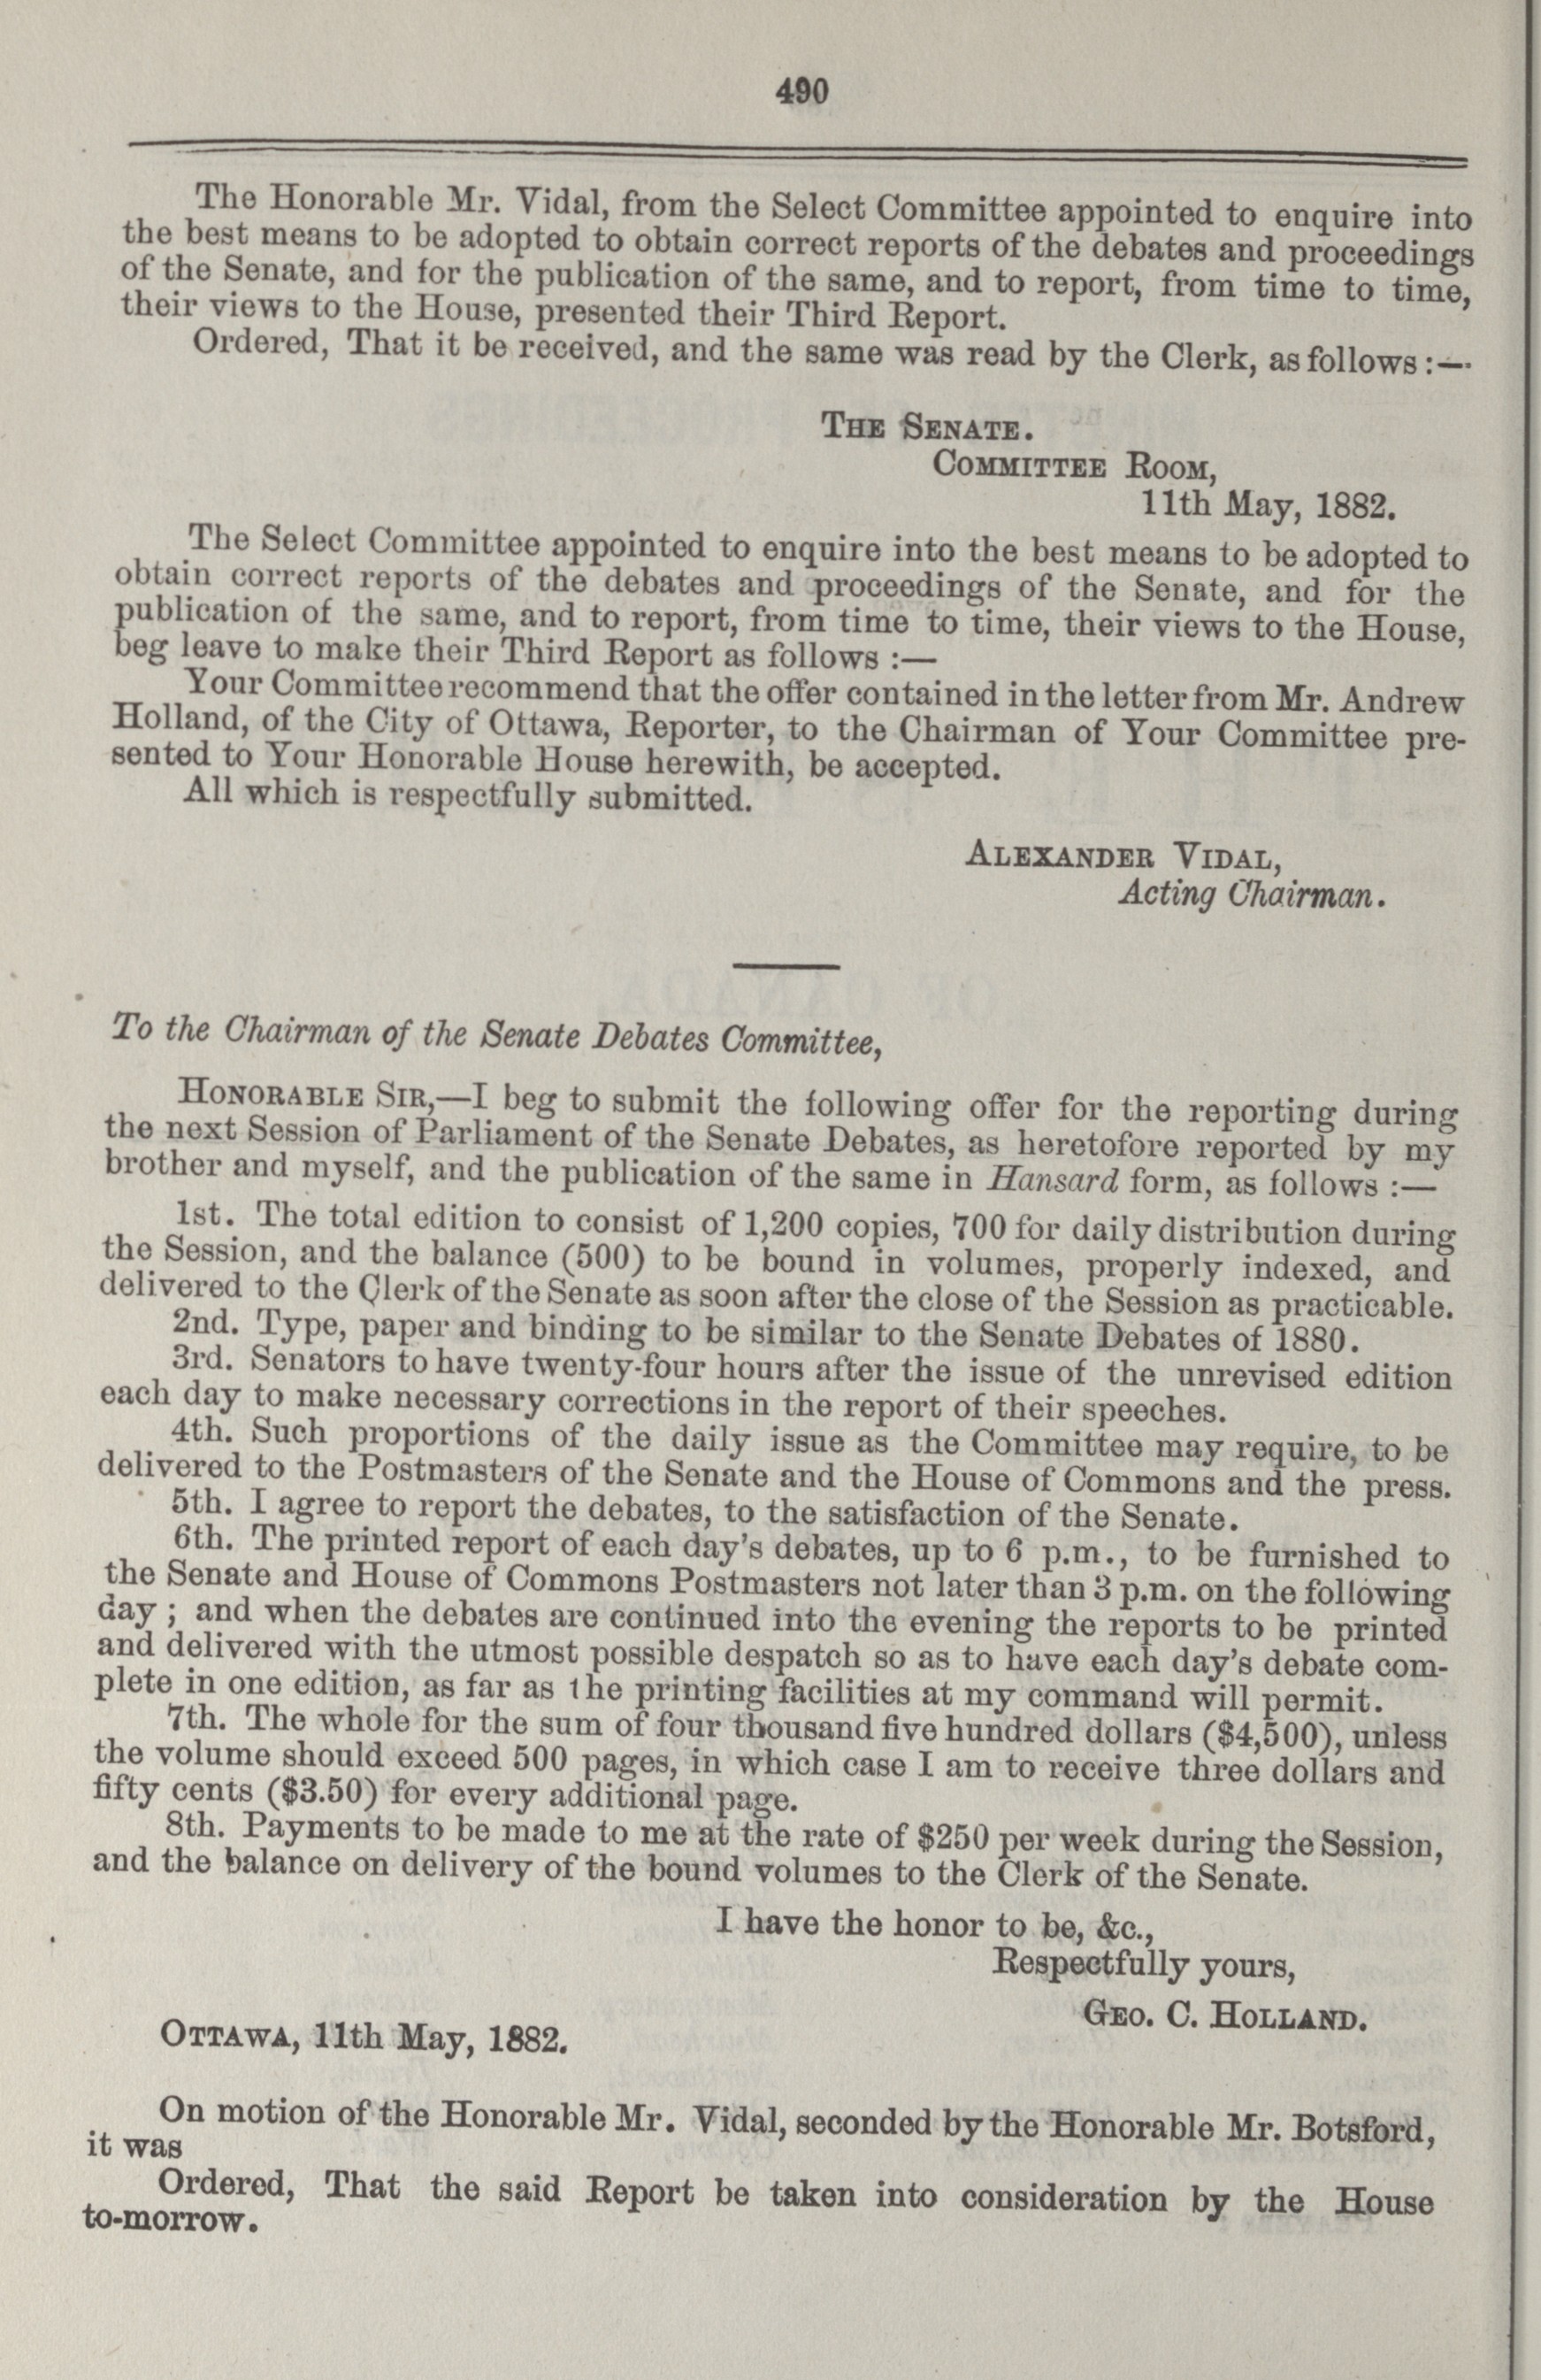 490
The Honorable Mr. Vidal, from the Select Committee appointed to enquire into
the best means to be adopted to obtain correct reports of the debates and proceedings
of the Senate, and for the publication of the same, and to report, from time to time,
their views to the House, presented their Third Report.
Ordered, That it be received, and the same was read by the Clerk, as follows:—
THE SENATE.
COMMITTEE ROOM,
11th May, 1882.
The Select Committee appointed to enquire into the best means to be adopted to
obtain correct reports of the debates and proceedings of the Senate, and for the
publication of the same, and to report, from time to time, their views to the House,
beg leave to make their Third Report as follows :—
Your Committee recommend that the offer contained in the letter from Mr. Andrew
Holland, of the City of Ottawa, Reporter, to the Chairman of Your Committee pre-
sented to Your Honorable House herewith, be accepted.
All which is respectfully submitted.
ALEXANDER VIDAL,
Acting Chairman.
To the Chairman of the Senate Debates Committee,
HONORABLE SIR,—I beg to submit the following offer for the reporting during
the next Session of Parliament of the Senate Debates, as heretofore reported by my
brother and myself, and the publication of the same in Hansard form, as follows :—
1st. The total edition to consist of 1,200 copies, 700 for daily distribution during
the Session, and the balance (500) to be bound in volumes, properly indexed, and
delivered to the Clerk of the Senate as soon after the close of the Session as practicable.
2nd. Type, paper and binding to be similar to the Senate Debates of 1880.
3rd. Senators to have twenty-four hours after the issue of the unrevised edition
each day to make necessary corrections in the report of their speeches.
4th. Such proportions of the daily issue as the Committee may require, to be
delivered to the Postmasters of the Senate and the House of Commons and the press.
5th. I agree to report the debates, to the satisfaction of the Senate.
6th. The printed report of each day's debates, up to 6 p.m., to be furnished to
the Senate and House of Commons Postmasters not later than 3 p.m. on the following
day ; and when the debates are continued into the evening the reports to be printed
and delivered with the utmost possible despatch so as to have each day's debate com-
plete in one edition, as far as the printing facilities at my command will permit.
7th. The whole for the sum of four thousand five hundred dollars ($4,500), unless
the volume should exceed 500 pages, in which case I am to receive three dollars and
fifty cents ($3.50) for every additional page.
8th. Payments to be made to me at the rate of $250 per week during the Session,
and the balance on delivery of the bound volumes to the Clerk of the Senate.
I have the honor to be, &c.,
Respectfully yours,
GEO. C. HOLLAND.
OTTAWA, 11th May, 1882.
On motion of the Honorable Mr. Vidal, seconded by the Honorable Mr. Botsford,
it was
Ordered, That the said Report be taken into consideration by the House
to-morrow.